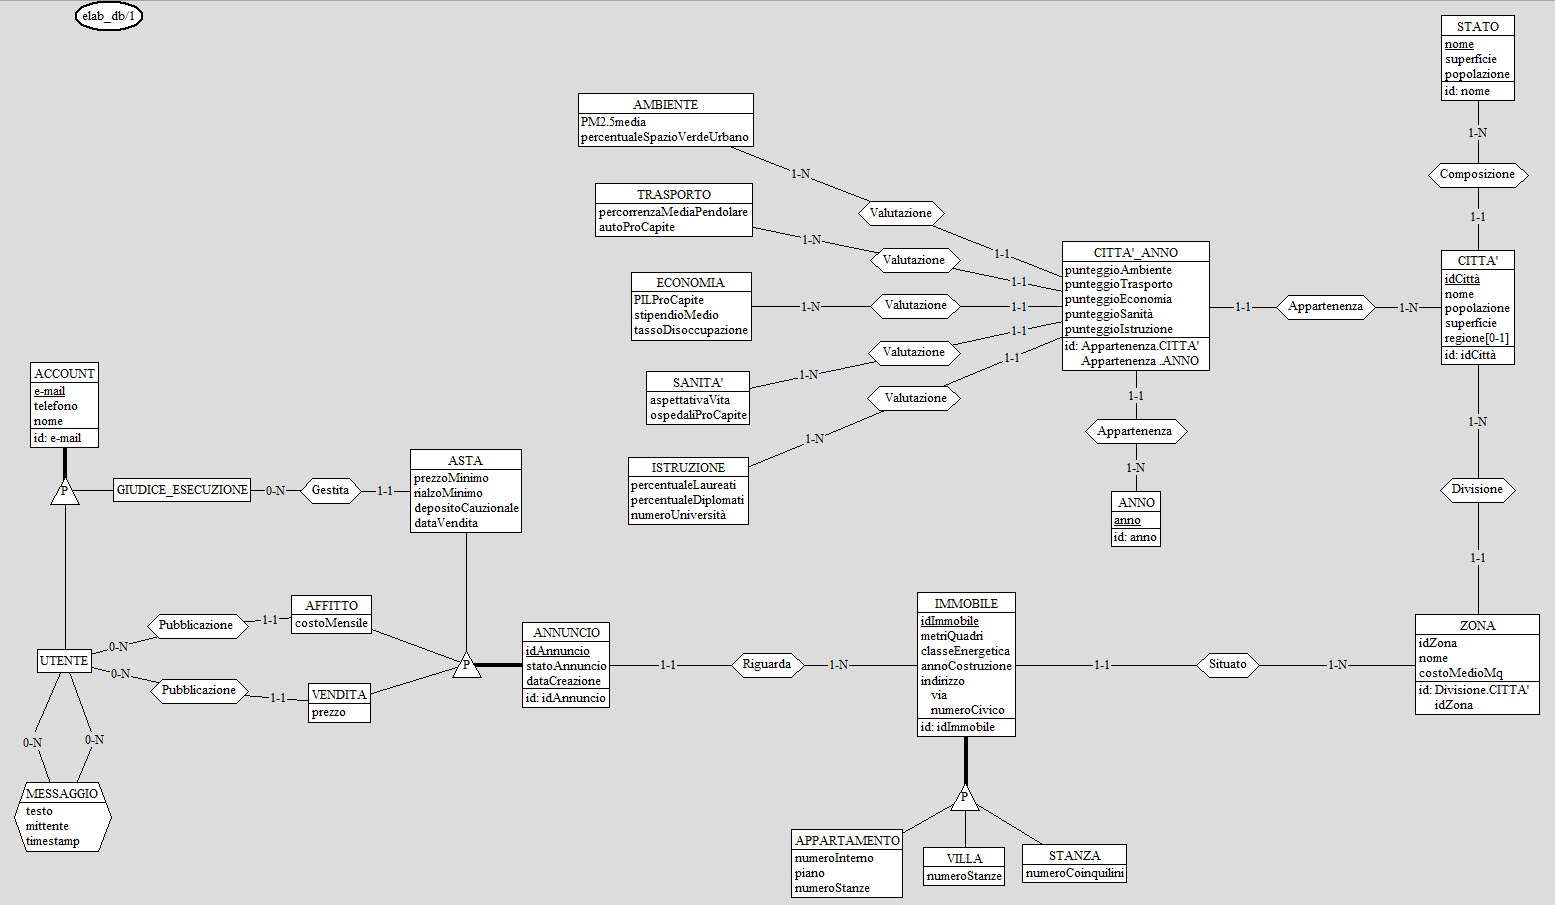 elab_db/1
STATO
nome
superficie
popolazione
id: nome
1-N
Composizione
1-1
AMBIENTE
PM2.5media
percentualeSpazioVerdeUrbano
1-N
Valutazione
1-1
TRASPORTO
percorrenzaMediaPendolare
autoProCapite
1-N
Valutazione
1-1
ECONOMIA
PILProCapite
stipendioMedio
tassoDisoccupazione
1-N
Valutazione
1-1
SANITA'
aspettativaVita
ospedaliProCapite
1-N
Valutazione
1-1
ISTRUZIONE
percentualeLaureati
percentualeDiplomati
numeroUniversità
1-N
Valutazione
1-1
CITTA'_ANNO
punteggioAmbiente
punteggioTrasporto
punteggioEconomia
punteggioSanità
punteggioIstruzione
id: Appartenenza.CITTA'
Appartenenza .ANNO
1-1
Appartenenza
1-N
CITTA'
idCittà
nome
popolazione
superficie
regione[0-1]
id: idCittà
1-1
Appartenenza
1-N
ANNO
anno
id: anno
1-N
Divisione
1-1
ACCOUNT
e-mail
telefono
nome
id: e-mail
P
GIUDICE_ESECUZIONE
0-N
Gestita
1-1
ASTA
prezzoMinimo
rialzoMinimo
depositoCauzionale
dataVendita
UTENTE
0-N
Pubblicazione
1-1
AFFITTO
costoMensile
0-N
Pubblicazione
1-1
VENDITA
prezzo
P
ANNUNCIO
idAnnuncio
statoAnnuncio
dataCreazione
id: idAnnuncio
1-1
Riguarda
1-N
IMMOBILE
idImmobile
metriQuadri
classeEnergetica
annoCostruzione
indirizzo
via
numeroCivico
id: idImmobile
1-1
Situato
1-N
ZONA
idZona
nome
costoMedioMq
id: Divisione.CITTA'
idZona
0-N
0-N
MESSAGGIO
testo
mittente
timestamp
P
APPARTAMENTO
numeroInterno
piano
numeroStanze
VILLA
numeroStanze
STANZA
numeroCoinquilini